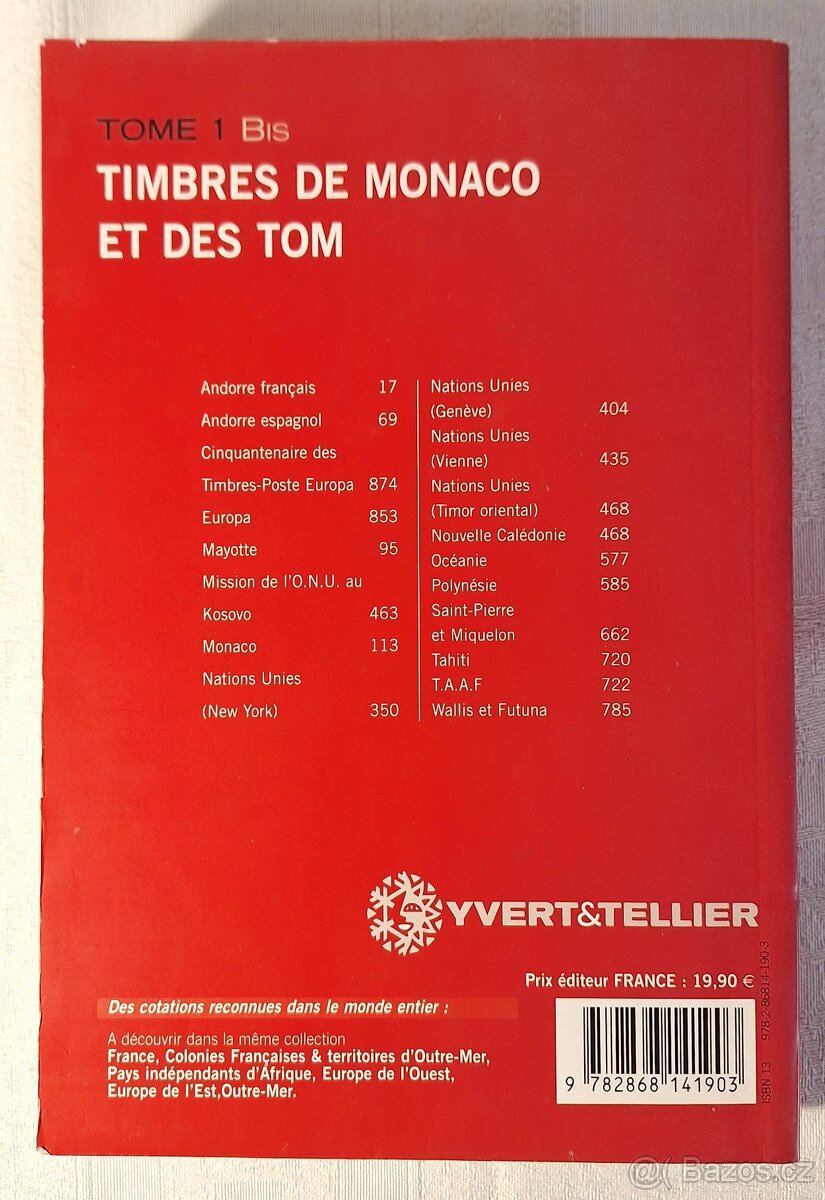 TOME 1 BIS
TIMBRES DE MONACO
ET DES TOM
Andorre français 17
Andorre espagnol 69
Cinquantenaire des
Timbres-Poste Europa 874
Europa 853
Mayotte 95
Mission de l'O.N.U. au
Kosovo 463
Monaco 113
Nations Unies
(New York) 350
Nations Unies
(Genève) 404
Nations Unies
(Vienne) 435
Nations Unies
(Timor oriental) 468
Nouvelle Calédonie 468
Océanie 577
Polynésie 585
Saint-Pierre
et Miquelon 662
Tahiti 720
T.A.A.F 722
Wallis et Futuna 785
YVERT&TELLIER
Prix éditeur FRANCE : 19,90 €
Des cotations reconnues dans le monde entier :
A découvrir dans la même collection
France, Colonies Françaises & territoires d'Outre-Mer,
Pays indépendants d'Afrique, Europe de l'Ouest,
Europe de l'Est,Outre-Mer.
9 782868 141903
ISBN 13 978-2-86814-190-3
Bazos.cz